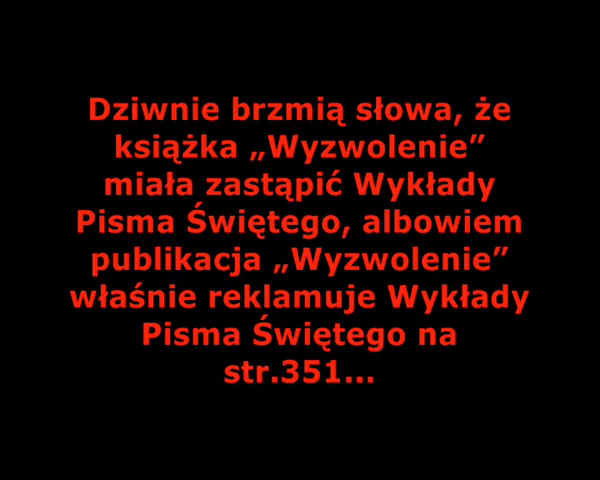 Dziwnie brzmią słowa, że
książka „Wyzwolenie”
miała zastąpić Wykłady
Pisma Świętego, albowiem
publikacja „Wyzwolenie”
właśnie reklamuje Wykłady
Pisma Świętego na
str.351...